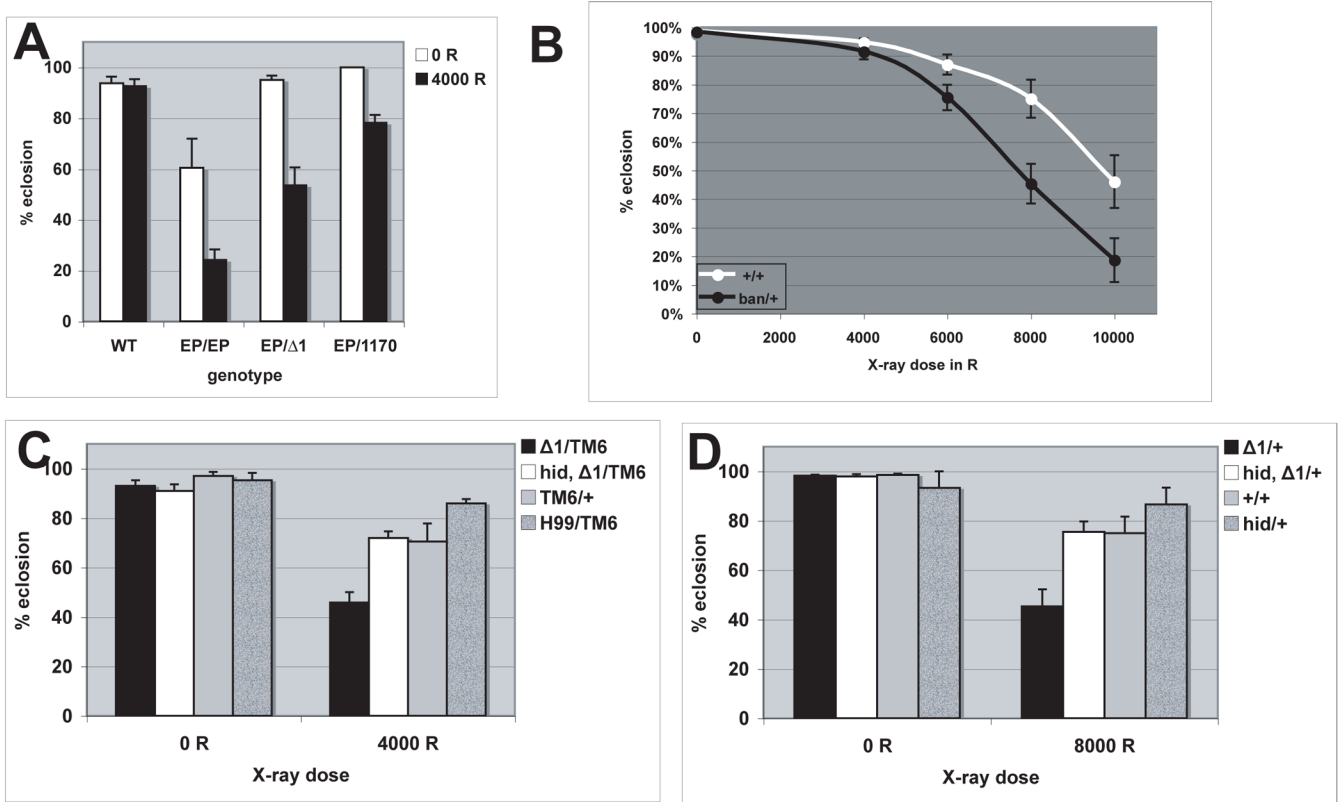 A
% eclosion
100
80
60
40
20
0
WT EP/EP EP/Δ1 EP/1170
genotype
0 R
4000 R
B
% eclosion
100%
90%
80%
70%
60%
50%
40%
30%
20%
10%
0%
+/+
ban/+
0 2000 4000 6000 8000 10000
X-ray dose in R
C
% eclosion
100
80
60
40
20
0
0 R 4000 R
X-ray dose
Δ1/TM6
hid, Δ1/TM6
TM6/+
H99/TM6
D
% eclosion
100
80
60
40
20
0
0 R 8000 R
X-ray dose
Δ1/+
hid, Δ1/+
+/+
hid/+